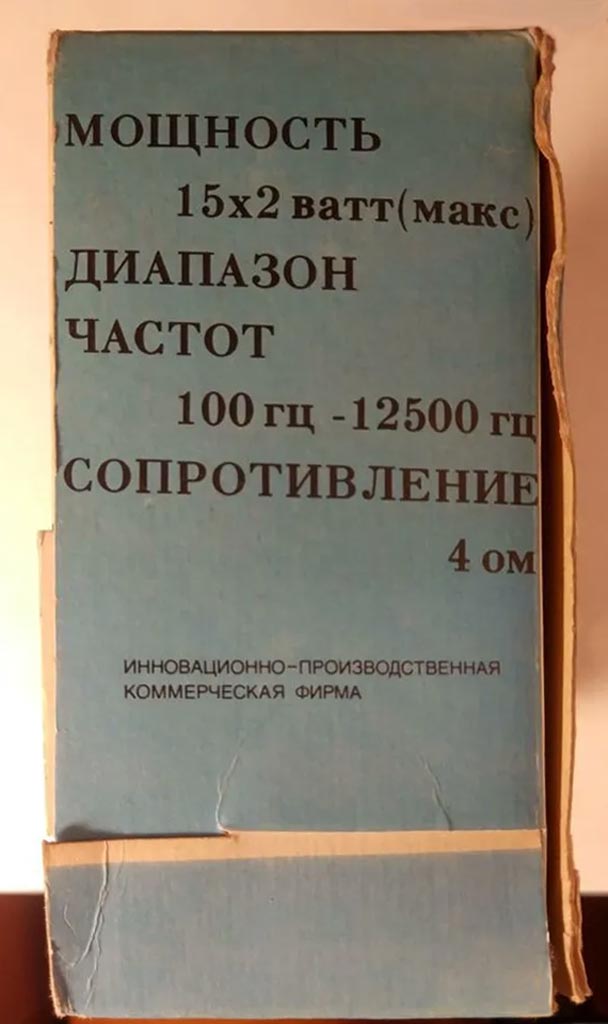 МОЩНОСТЬ
15х2 ватт(макс)
ДИАПАЗОН
ЧАСТОТ
100 гц -12500 гц
СОПРОТИВЛЕНИЕ
4 ом
ИННОВАЦИОННО-ПРОИЗВОДСТВЕННАЯ
КОММЕРЧЕСКАЯ ФИРМА